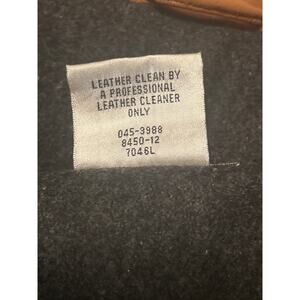 LEATHER CLEAN BY
A PROFESSIONAL
LEATHER CLEANER
ONLY
045-3988
8450-12
7046L